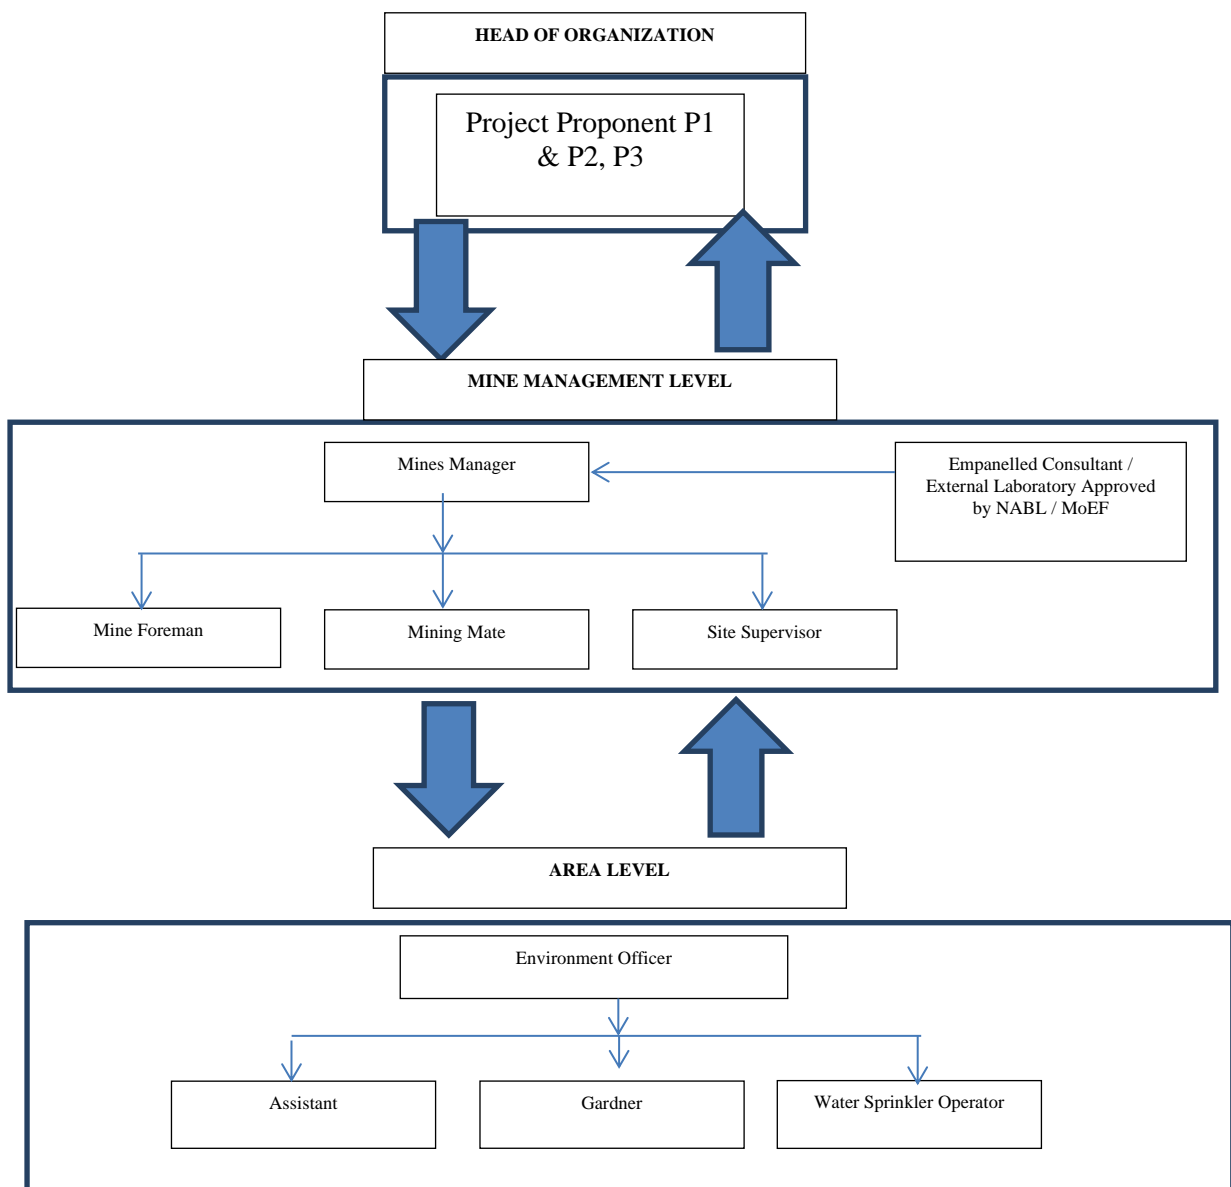 HEAD OF ORGANIZATION
Project Proponent P1
& P2, P3
MINE MANAGEMENT LEVEL
Mines Manager
Empanelled Consultant /
External Laboratory Approved
by NABL / MoEF
Mine Foreman
Mining Mate
Site Supervisor
AREA LEVEL
Environment Officer
Assistant
Gardner
Water Sprinkler Operator